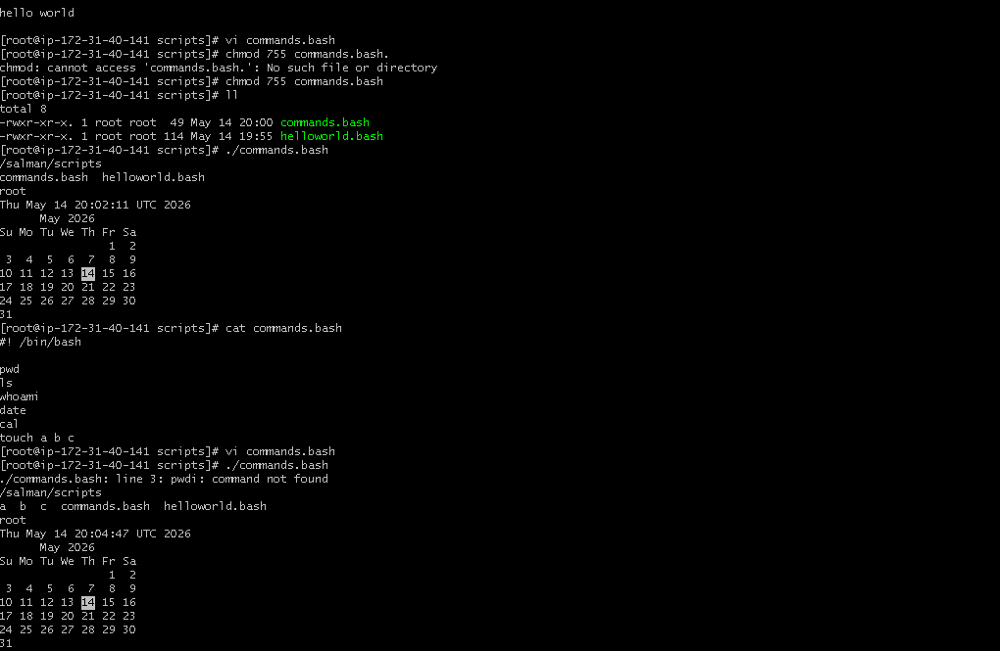 hello world
[root@ip-172-31-40-141 scripts]# vi commands.bash
[root@ip-172-31-40-141 scripts]# chmod 755 commands.bash.
chmod: cannot access 'commands.bash.': No such file or directory
[root@ip-172-31-40-141 scripts]# chmod 755 commands.bash
[root@ip-172-31-40-141 scripts]# ll
total 8
-rwxr-xr-x. 1 root root  49 May 14 20:00 commands.bash
-rwxr-xr-x. 1 root root 114 May 14 19:55 helloworld.bash
[root@ip-172-31-40-141 scripts]# ./commands.bash
/salman/scripts
commands.bash  helloworld.bash
root
Thu May 14 20:02:11 UTC 2026
      May 2026
Su Mo Tu We Th Fr Sa
                1  2
 3  4  5  6  7  8  9
10 11 12 13 14 15 16
17 18 19 20 21 22 23
24 25 26 27 28 29 30
31
[root@ip-172-31-40-141 scripts]# cat commands.bash
#! /bin/bash
pwd
ls
whoami
date
cal
touch a b c
[root@ip-172-31-40-141 scripts]# vi commands.bash
[root@ip-172-31-40-141 scripts]# ./commands.bash
./commands.bash: line 3: pwdi: command not found
/salman/scripts
a  b  c  commands.bash  helloworld.bash
root
Thu May 14 20:04:47 UTC 2026
      May 2026
Su Mo Tu We Th Fr Sa
                1  2
 3  4  5  6  7  8  9
10 11 12 13 14 15 16
17 18 19 20 21 22 23
24 25 26 27 28 29 30
31